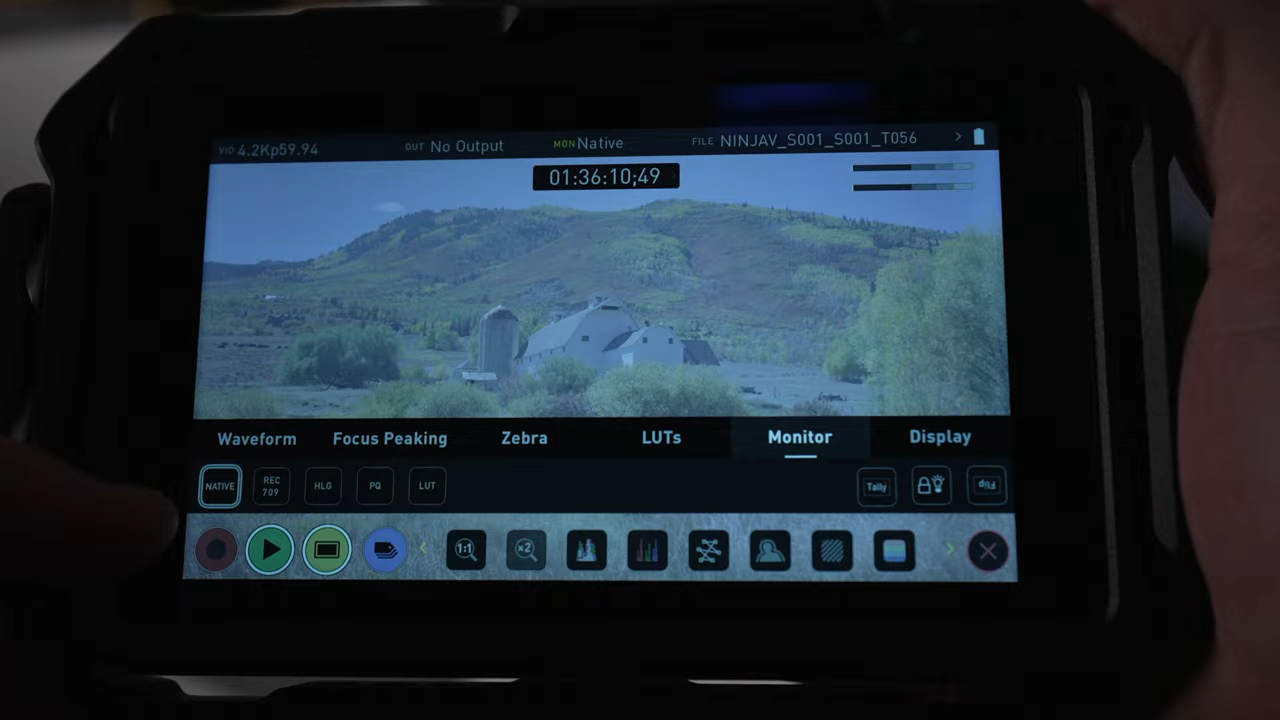 VID 4.2Kp59.94 OUT No Output MON Native FILE NINJAV_S001_S001_T056
01:36:10;49
Waveform Focus Peaking Zebra LUTs Monitor Display
NATIVE REC 709 HLG PQ LUT Tally Flip
1:1 x2